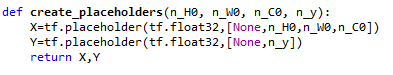 def create_placeholders(n_H0, n_W0, n_C0, n_y):
    X=tf.placeholder(tf.float32,[None,n_H0,n_W0,n_C0])
    Y=tf.placeholder(tf.float32,[None,n_y])
    return X,Y